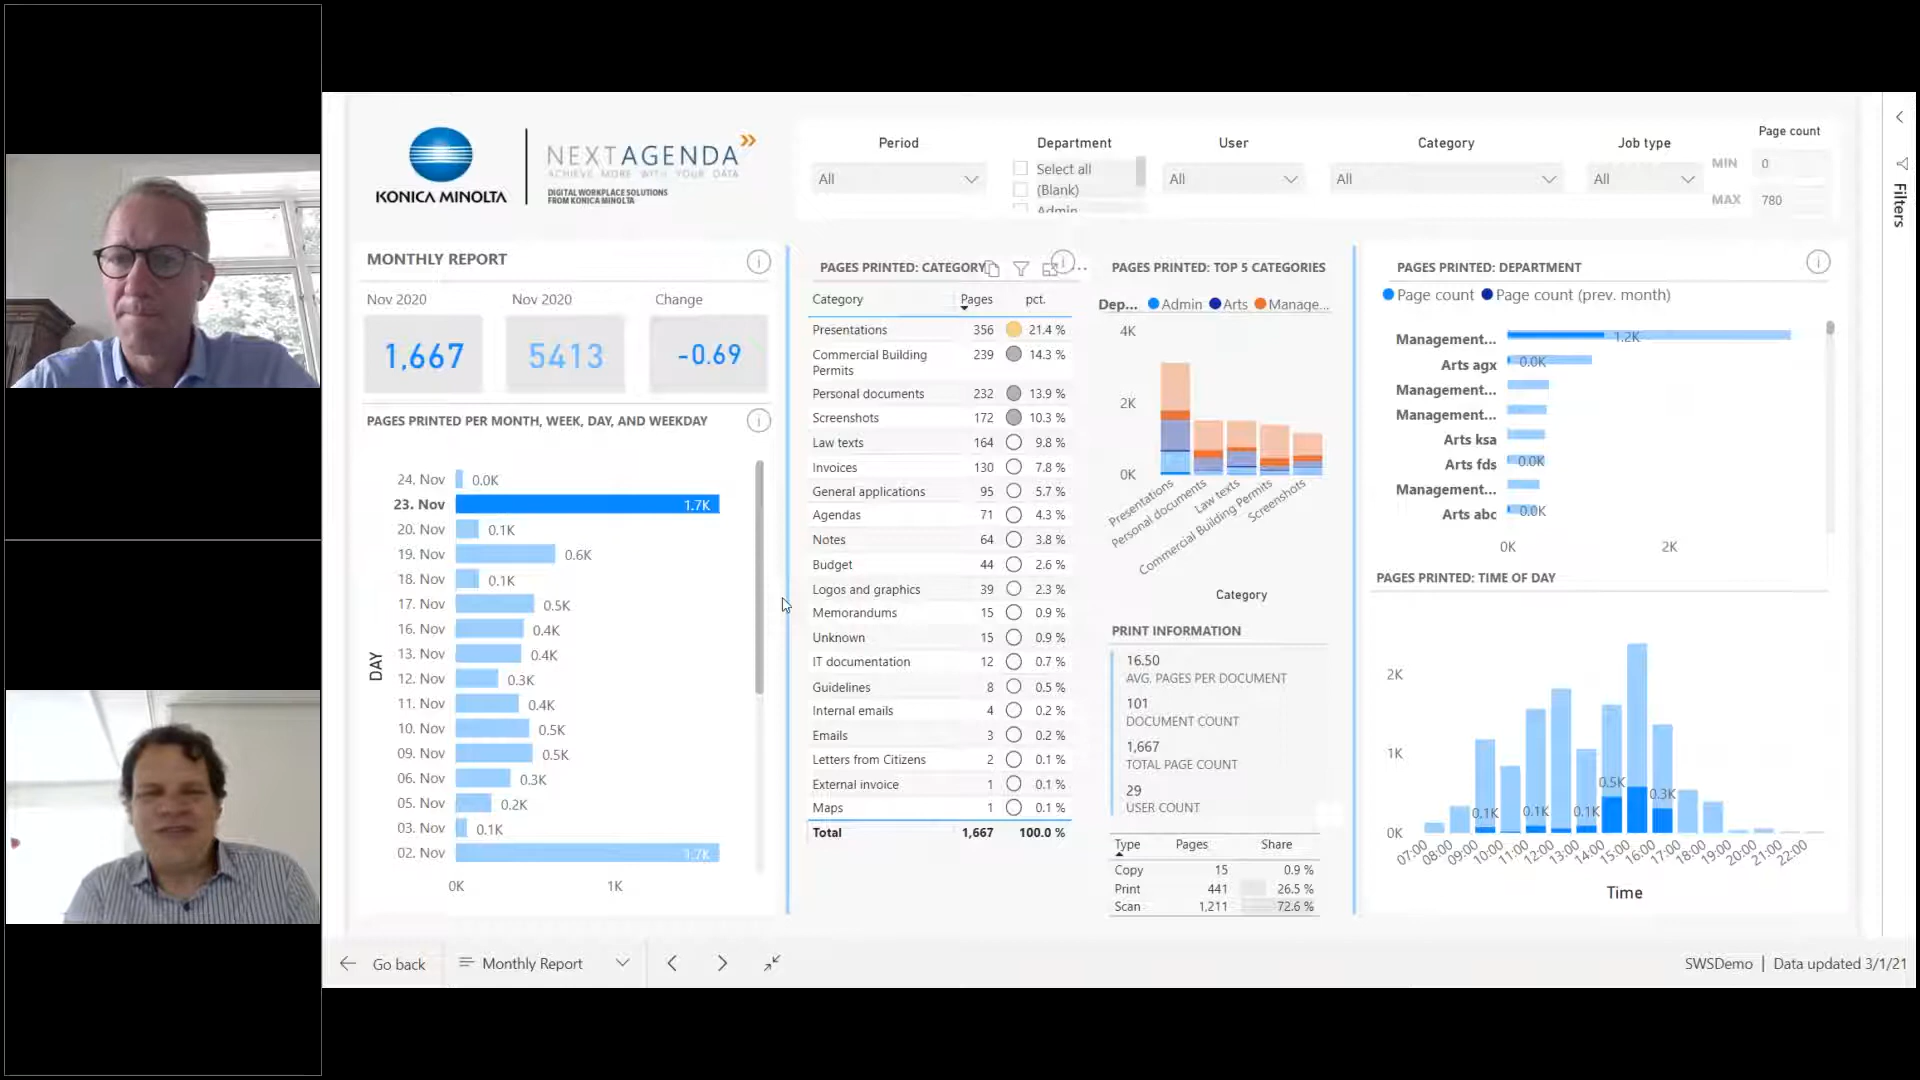 KONICA MINOLTA
NEXTAGENDA
ACHIEVE MORE WITH YOUR DATA
DIGITAL WORKPLACE SOLUTIONS
FROM KONICA MINOLTA
Period
All
Department
Select all
(Blank)
Admin
User
All
Category
All
Job type
All
Page count
MIN 0
MAX 780
Filters
MONTHLY REPORT
Nov 2020 Nov 2020 Change
1,667 5413 -0.69
PAGES PRINTED PER MONTH, WEEK, DAY, AND WEEKDAY
DAY
24. Nov 0.0K
23. Nov 1.7K
20. Nov 0.1K
19. Nov 0.6K
18. Nov 0.1K
17. Nov 0.5K
16. Nov 0.4K
13. Nov 0.4K
12. Nov 0.3K
11. Nov 0.4K
10. Nov 0.5K
09. Nov 0.5K
06. Nov 0.3K
05. Nov 0.2K
03. Nov 0.1K
02. Nov 1.7K
0K 1K
PAGES PRINTED: CATEGORY
Category Pages pct.
Presentations 356 21.4 %
Commercial Building
Permits 239 14.3 %
Personal documents 232 13.9 %
Screenshots 172 10.3 %
Law texts 164 9.8 %
Invoices 130 7.8 %
General applications 95 5.7 %
Agendas 71 4.3 %
Notes 64 3.8 %
Budget 44 2.6 %
Logos and graphics 39 2.3 %
Memorandums 15 0.9 %
Unknown 15 0.9 %
IT documentation 12 0.7 %
Guidelines 8 0.5 %
Internal emails 4 0.2 %
Emails 3 0.2 %
Letters from Citizens 2 0.1 %
External invoice 1 0.1 %
Maps 1 0.1 %
Total 1,667 100.0 %
PAGES PRINTED: TOP 5 CATEGORIES
Dep... Admin Arts Manage...
4K
2K
0K
Presentations
Personal documents
Law texts
Commercial Building Permits
Screenshots
Category
PRINT INFORMATION
16.50
AVG. PAGES PER DOCUMENT
101
DOCUMENT COUNT
1,667
TOTAL PAGE COUNT
29
USER COUNT
Type Pages Share
Copy 15 0.9 %
Print 441 26.5 %
Scan 1,211 72.6 %
PAGES PRINTED: DEPARTMENT
Page count Page count (prev. month)
Management... 1.2K
Arts agx 0.0K
Management...
Management...
Arts ksa
Arts fds 0.0K
Management...
Arts abc 0.0K
0K 2K
PAGES PRINTED: TIME OF DAY
2K
1K
0K
0.1K 0.1K 0.1K 0.5K 0.3K
07:00 08:00 09:00 10:00 11:00 12:00 13:00 14:00 15:00 16:00 17:00 18:00 19:00 20:00 21:00 22:00
Time
Go back Monthly Report
SWSDemo | Data updated 3/1/21